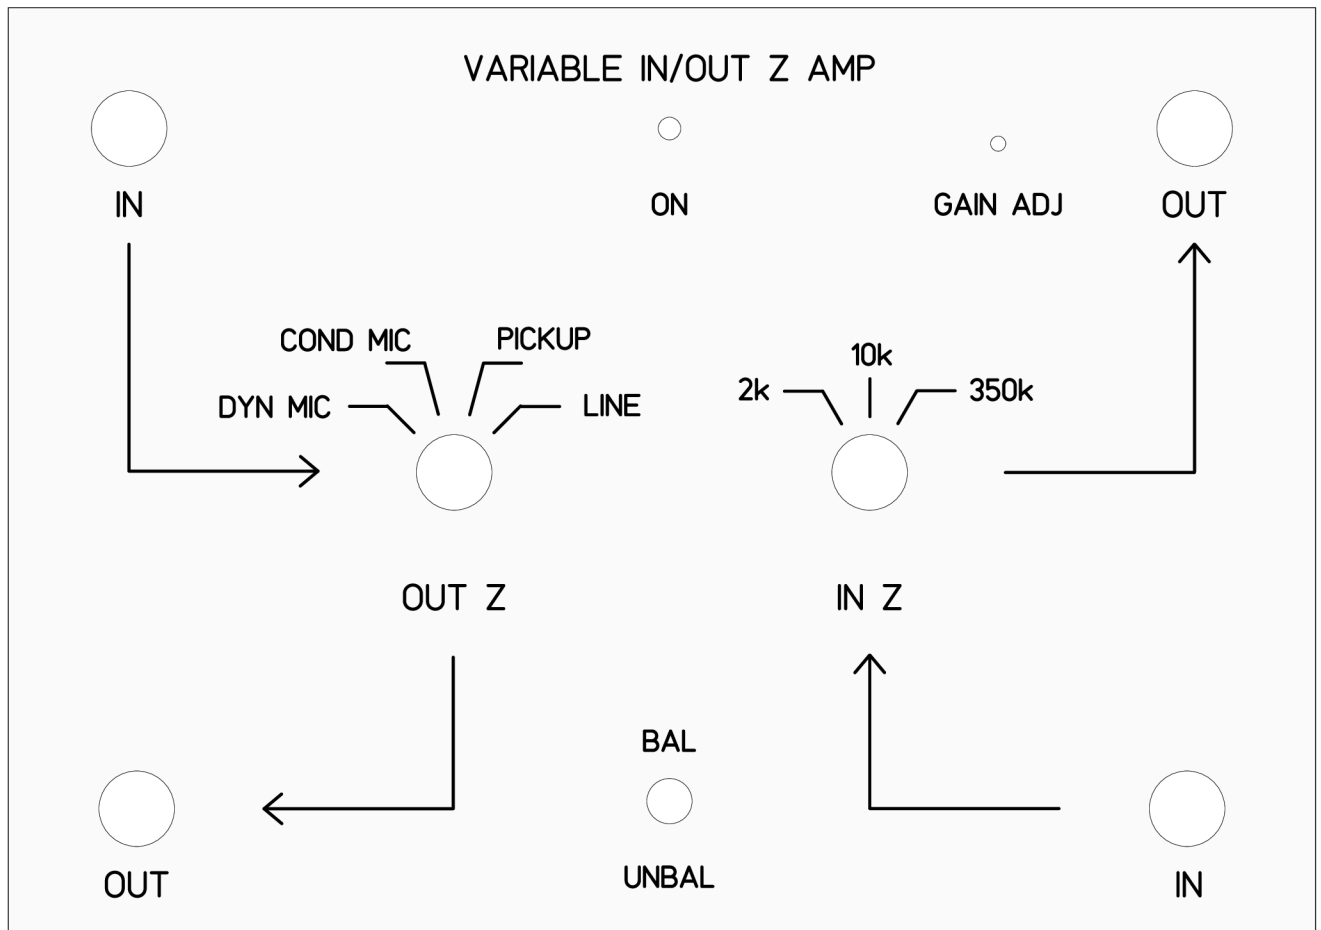 VARIABLE IN/OUT Z AMP
IN
ON
GAIN ADJ
OUT
COND MIC
PICKUP
DYN MIC
LINE
10k
2k
350k
OUT Z
IN Z
BAL
UNBAL
OUT
IN